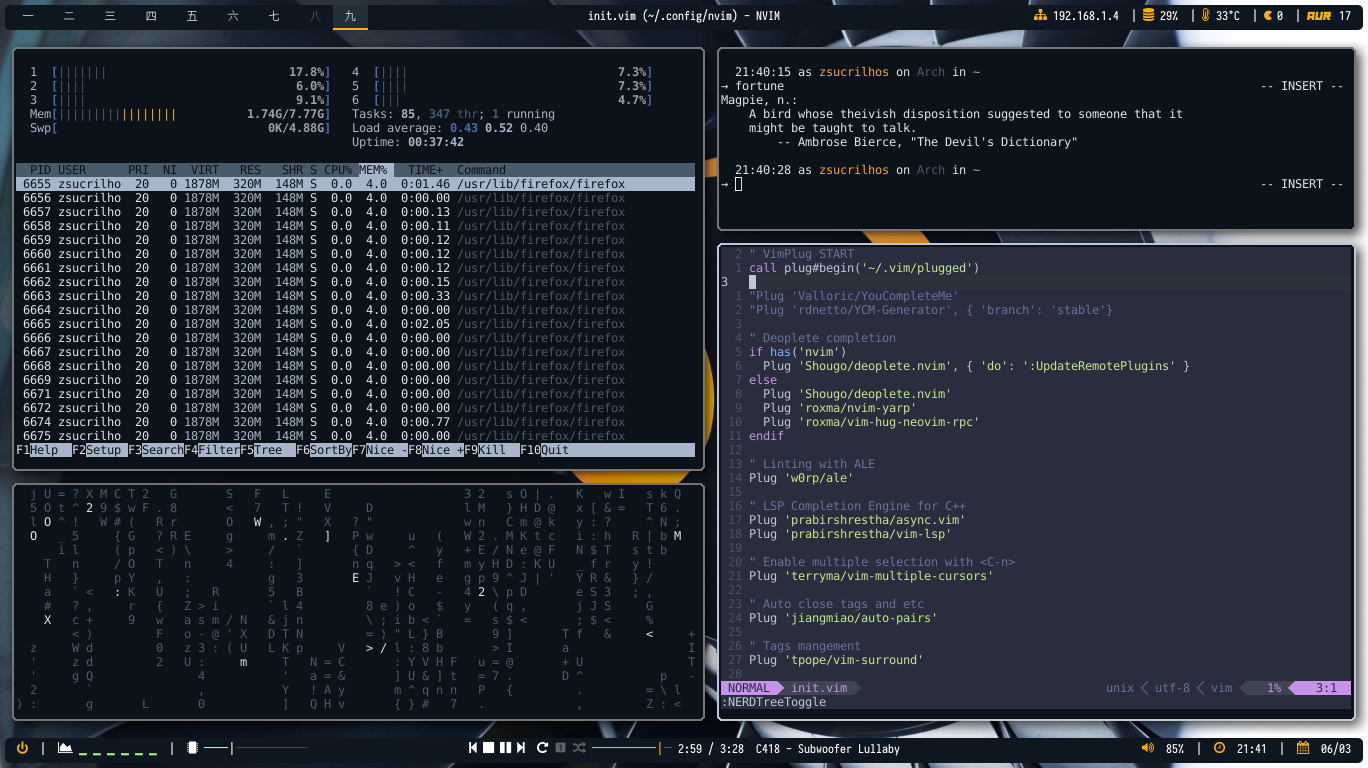 一 二 三 四 五 六 七 八 九
init.vim (~/.config/nvim) - NVIM
192.168.1.4 | 29% | 33°C | 0 | AUR 17
1 [||||||| 17.8%] 4 [|||| 7.3%]
2 [|||| 6.0%] 5 [|||| 7.3%]
3 [|||| 9.1%] 6 [||| 4.7%]
Mem[||||||||||||||||| 1.74G/7.77G] Tasks: 85, 347 thr; 1 running
Swp[ 0K/4.88G] Load average: 0.43 0.52 0.40
Uptime: 00:37:42
PID USER PRI NI VIRT RES SHR S CPU% MEM% TIME+ Command
6655 zsucrilho 20 0 1878M 320M 148M S 0.0 4.0 0:01.46 /usr/lib/firefox/firefox
6656 zsucrilho 20 0 1878M 320M 148M S 0.0 4.0 0:00.00 /usr/lib/firefox/firefox
6657 zsucrilho 20 0 1878M 320M 148M S 0.0 4.0 0:00.13 /usr/lib/firefox/firefox
6658 zsucrilho 20 0 1878M 320M 148M S 0.0 4.0 0:00.11 /usr/lib/firefox/firefox
6659 zsucrilho 20 0 1878M 320M 148M S 0.0 4.0 0:00.12 /usr/lib/firefox/firefox
6660 zsucrilho 20 0 1878M 320M 148M S 0.0 4.0 0:00.12 /usr/lib/firefox/firefox
6661 zsucrilho 20 0 1878M 320M 148M S 0.0 4.0 0:00.12 /usr/lib/firefox/firefox
6662 zsucrilho 20 0 1878M 320M 148M S 0.0 4.0 0:00.15 /usr/lib/firefox/firefox
6663 zsucrilho 20 0 1878M 320M 148M S 0.0 4.0 0:00.33 /usr/lib/firefox/firefox
6664 zsucrilho 20 0 1878M 320M 148M S 0.0 4.0 0:00.00 /usr/lib/firefox/firefox
6665 zsucrilho 20 0 1878M 320M 148M S 0.0 4.0 0:02.05 /usr/lib/firefox/firefox
6666 zsucrilho 20 0 1878M 320M 148M S 0.0 4.0 0:00.00 /usr/lib/firefox/firefox
6667 zsucrilho 20 0 1878M 320M 148M S 0.0 4.0 0:00.00 /usr/lib/firefox/firefox
6668 zsucrilho 20 0 1878M 320M 148M S 0.0 4.0 0:00.00 /usr/lib/firefox/firefox
6669 zsucrilho 20 0 1878M 320M 148M S 0.0 4.0 0:00.00 /usr/lib/firefox/firefox
6671 zsucrilho 20 0 1878M 320M 148M S 0.0 4.0 0:00.00 /usr/lib/firefox/firefox
6672 zsucrilho 20 0 1878M 320M 148M S 0.0 4.0 0:00.00 /usr/lib/firefox/firefox
6674 zsucrilho 20 0 1878M 320M 148M S 0.0 4.0 0:00.77 /usr/lib/firefox/firefox
6675 zsucrilho 20 0 1878M 320M 148M S 0.0 4.0 0:00.00 /usr/lib/firefox/firefox
F1Help F2Setup F3SearchF4FilterF5Tree F6SortByF7Nice -F8Nice +F9Kill F10Quit
21:40:15 as zsucrilhos on Arch in ~
→ fortune -- INSERT --
Magpie, n.:
A bird whose theivish disposition suggested to someone that it
might be taught to talk.
-- Ambrose Bierce, "The Devil's Dictionary"
21:40:28 as zsucrilhos on Arch in ~
→ -- INSERT --
2 " VimPlug START
1 call plug#begin('~/.vim/plugged')
3
1 "Plug 'Valloric/YouCompleteMe'
2 "Plug 'rdnetto/YCM-Generator', { 'branch': 'stable'}
3
4 " Deoplete completion
5 if has('nvim')
6 Plug 'Shougo/deoplete.nvim', { 'do': ':UpdateRemotePlugins' }
7 else
8 Plug 'Shougo/deoplete.nvim'
9 Plug 'roxma/nvim-yarp'
10 Plug 'roxma/vim-hug-neovim-rpc'
11 endif
12
13 " Linting with ALE
14 Plug 'w0rp/ale'
15
16 " LSP Completion Engine for C++
17 Plug 'prabirshrestha/async.vim'
18 Plug 'prabirshrestha/vim-lsp'
19
20 " Enable multiple selection with <C-n>
21 Plug 'terryma/vim-multiple-cursors'
22
23 " Auto close tags and etc
24 Plug 'jiangmiao/auto-pairs'
25
26 " Tags mangement
27 Plug 'tpope/vim-surround'
28
NORMAL init.vim unix utf-8 vim 1% 3:1
:NERDTreeToggle
2:59 / 3:28 C418 - Subwoofer Lullaby
85% | 21:41 | 06/03